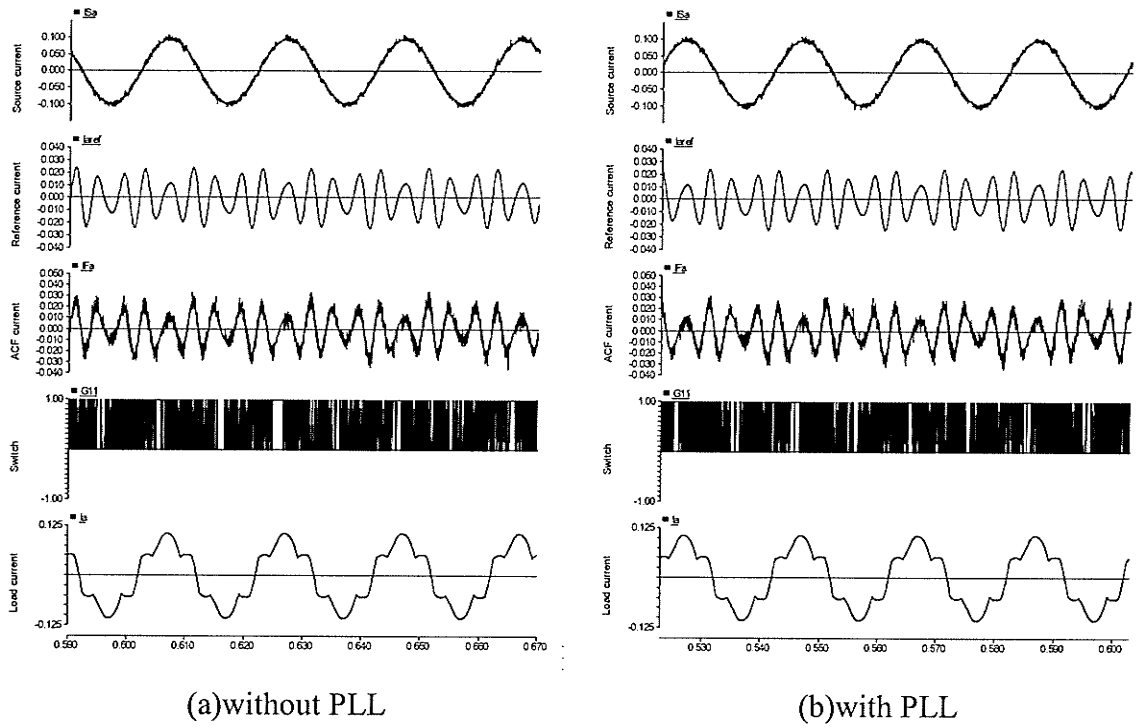 ISa
Source current
0.100
0.050
0.000
-0.050
-0.100
Iaref
Reference current
0.040
0.030
0.020
0.010
0.000
-0.010
-0.020
-0.030
-0.040
IFa
ACF current
0.050
0.040
0.030
0.020
0.010
0.000
-0.010
-0.020
-0.030
-0.040
G11
Switch
1.00
-1.00
Ia
Load current
0.125
-0.125
0.590 0.600 0.610 0.620 0.630 0.640 0.650 0.660 0.670
(a)without PLL
ISa
Source current
0.100
0.050
0.000
-0.050
-0.100
Iaref
Reference current
0.040
0.030
0.020
0.010
0.000
-0.010
-0.020
-0.030
-0.040
IFa
ACF current
0.050
0.040
0.030
0.020
0.010
0.000
-0.010
-0.020
-0.030
-0.040
G11
Switch
1.00
-1.00
Ia
Load current
0.125
-0.125
0.530 0.540 0.550 0.560 0.570 0.580 0.590 0.600
(b)with PLL